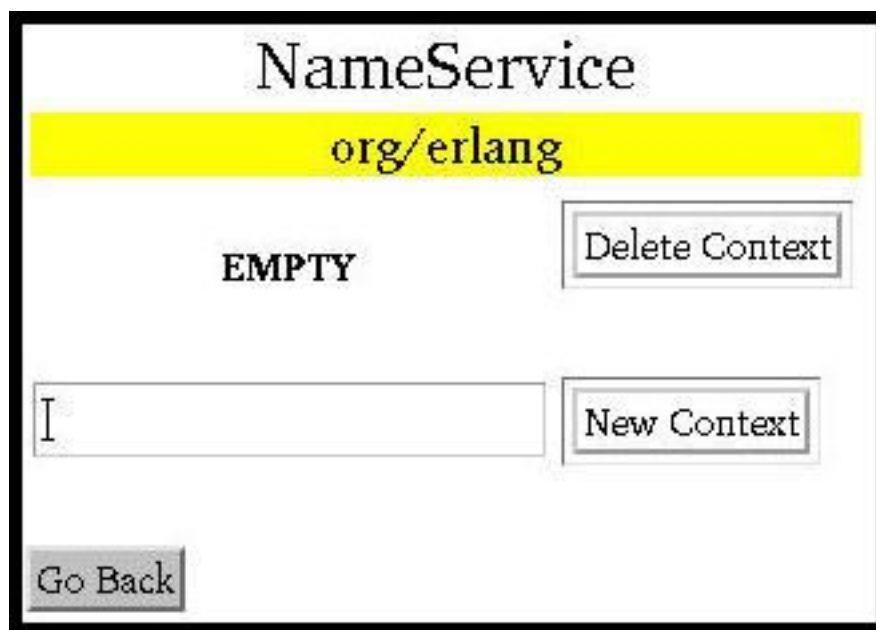 NameService
org/erlang
EMPTY
Delete Context
New Context
Go Back